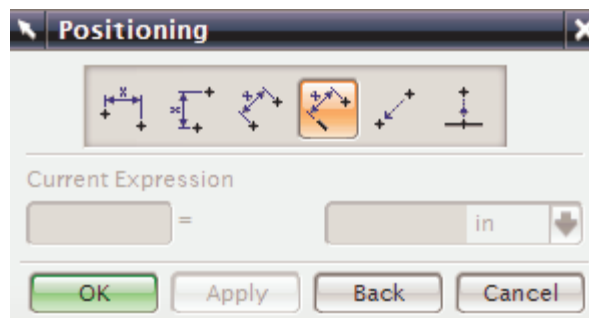 Positioning
x
x
Current Expression
= in
OK Apply Back Cancel